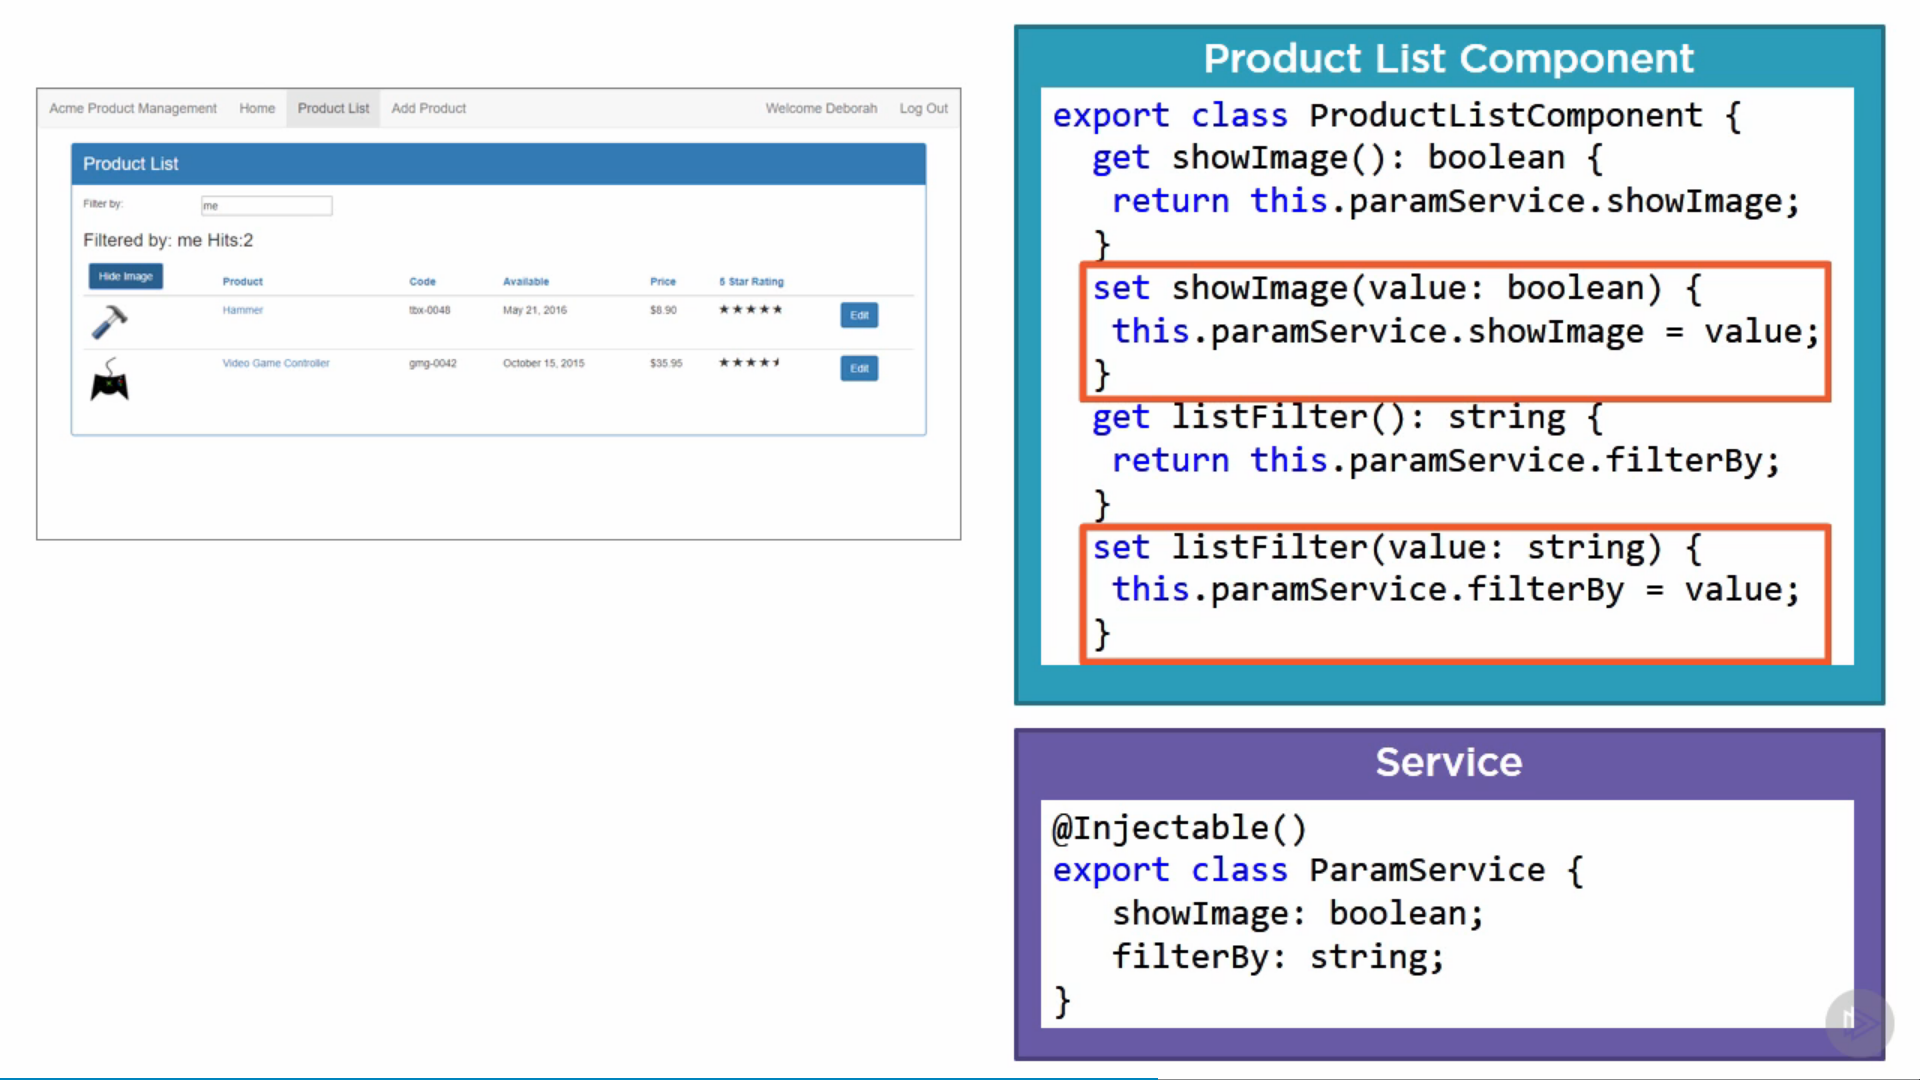 Acme Product Management Home Product List Add Product Welcome Deborah Log Out
Product List
Filter by: me
Filtered by: me Hits:2
Hide Image Product Code Available Price 5 Star Rating
Hammer tbx-0048 May 21, 2016 $8.90 Edit
Video Game Controller gmg-0042 October 15, 2015 $35.95 Edit
Product List Component
export class ProductListComponent {
get showImage(): boolean {
return this.paramService.showImage;
}
set showImage(value: boolean) {
this.paramService.showImage = value;
}
get listFilter(): string {
return this.paramService.filterBy;
}
set listFilter(value: string) {
this.paramService.filterBy = value;
}
Service
@Injectable()
export class ParamService {
showImage: boolean;
filterBy: string;
}